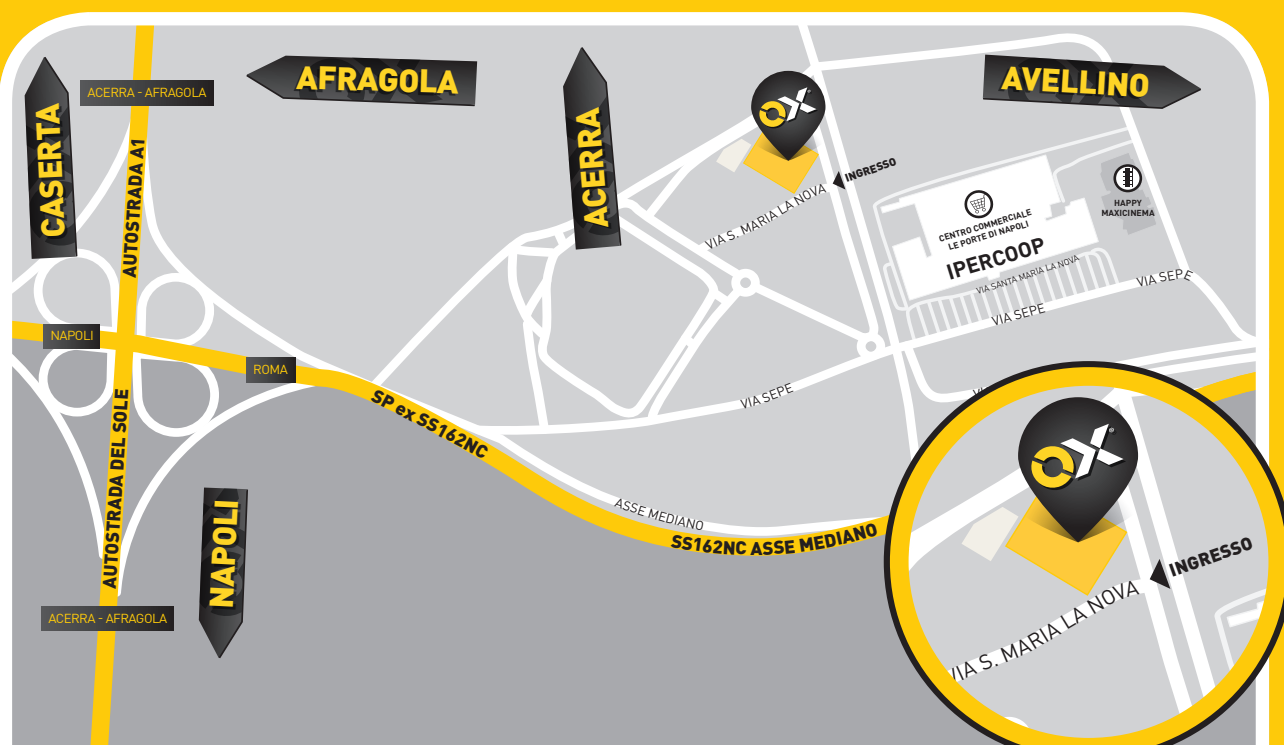 ACERRA - AFRAGOLA
AFRAGOLA
CASERTA
ACERRA
AVELLINO
OX
AUTOSTRADA A1
INGRESSO
VIA S. MARIA LA NOVA
HAPPY
MAXICINEMA
CENTRO COMMERCIALE
LE PORTE DI NAPOLI
IPERCOOP
VIA SANTA MARIA LA NOVA
VIA SEPE
VIA SEPE
NAPOLI
ROMA
VIA SEPE
SP ex SS162NC
AUTOSTRADA DEL SOLE
ASSE MEDIANO
SS162NC ASSE MEDIANO
NAPOLI
ACERRA - AFRAGOLA
OX®
INGRESSO
VIA S. MARIA LA NOVA